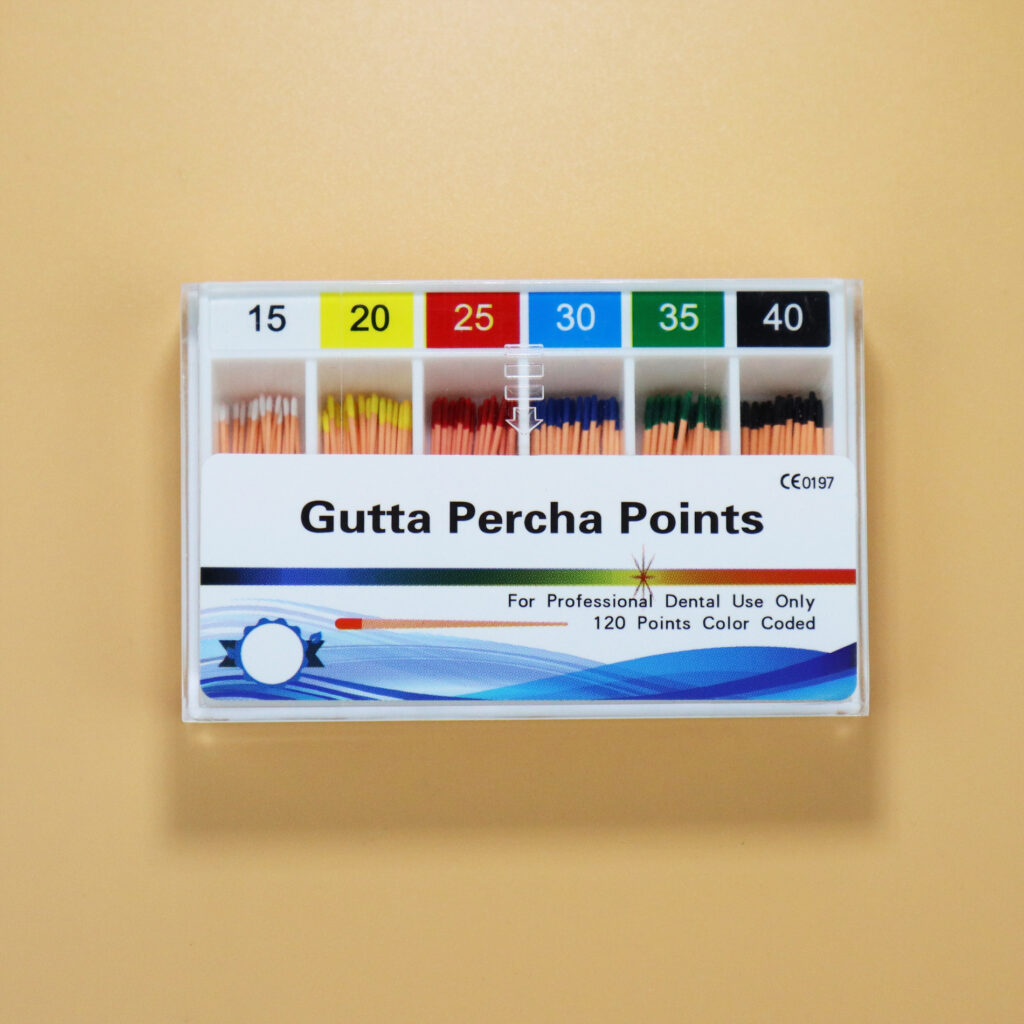 15 20 25 30 35 40
CE0197
Gutta Percha Points
For Professional Dental Use Only
120 Points Color Coded